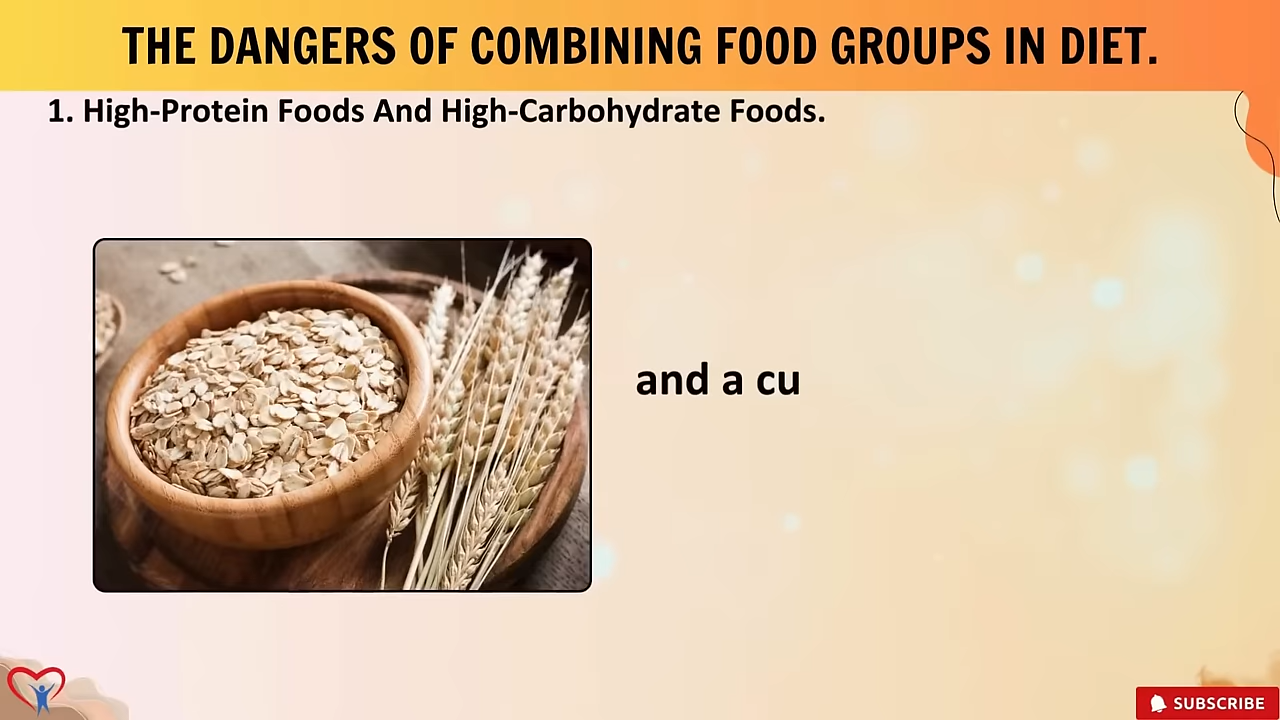 THE DANGERS OF COMBINING FOOD GROUPS IN DIET.
1. High-Protein Foods And High-Carbohydrate Foods.
and a cu
SUBSCRIBE